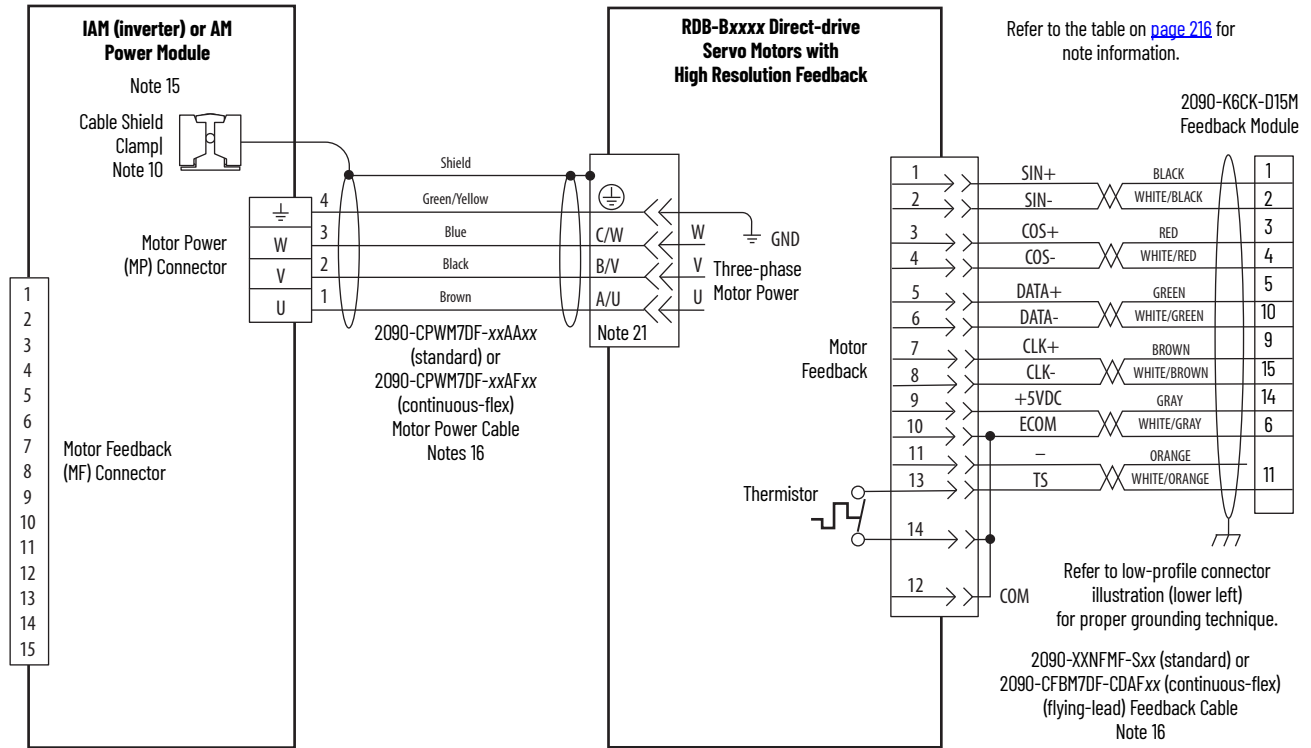 IAM (inverter) or AM
Power Module
Note 15
Cable Shield
Clamp|
Note 10
Motor Power
(MP) Connector
⏚
W
V
U
4
3
2
1
1
2
3
4
5
6
7
8
9
10
11
12
13
14
15
Motor Feedback
(MF) Connector
Shield
Green/Yellow
Blue
Black
Brown
2090-CPWM7DF-xxAAxx
(standard) or
2090-CPWM7DF-xxAFxx
(continuous-flex)
Motor Power Cable
Notes 16
RDB-Bxxxx Direct-drive
Servo Motors with
High Resolution Feedback
C/W
B/V
A/U
Note 21
W
V
U
GND
Three-phase
Motor Power
Motor
Feedback
Thermistor
1
2
3
4
5
6
7
8
9
10
11
13
14
12
Refer to the table on page 216 for
note information.
2090-K6CK-D15M
Feedback Module
SIN+ BLACK 1
SIN- WHITE/BLACK 2
COS+ RED 3
COS- WHITE/RED 4
DATA+ GREEN 5
DATA- WHITE/GREEN 10
CLK+ BROWN 9
CLK- WHITE/BROWN 15
+5VDC GRAY 14
ECOM WHITE/GRAY 6
– ORANGE
TS WHITE/ORANGE 11
COM
Refer to low-profile connector
illustration (lower left)
for proper grounding technique.
2090-XXNFMF-Sxx (standard) or
2090-CFBM7DF-CDAFxx (continuous-flex)
(flying-lead) Feedback Cable
Note 16